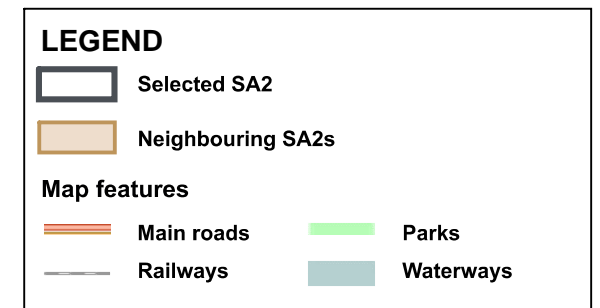 LEGEND
Selected SA2
Neighbouring SA2s
Map features
Main roads
Parks
Railways
Waterways